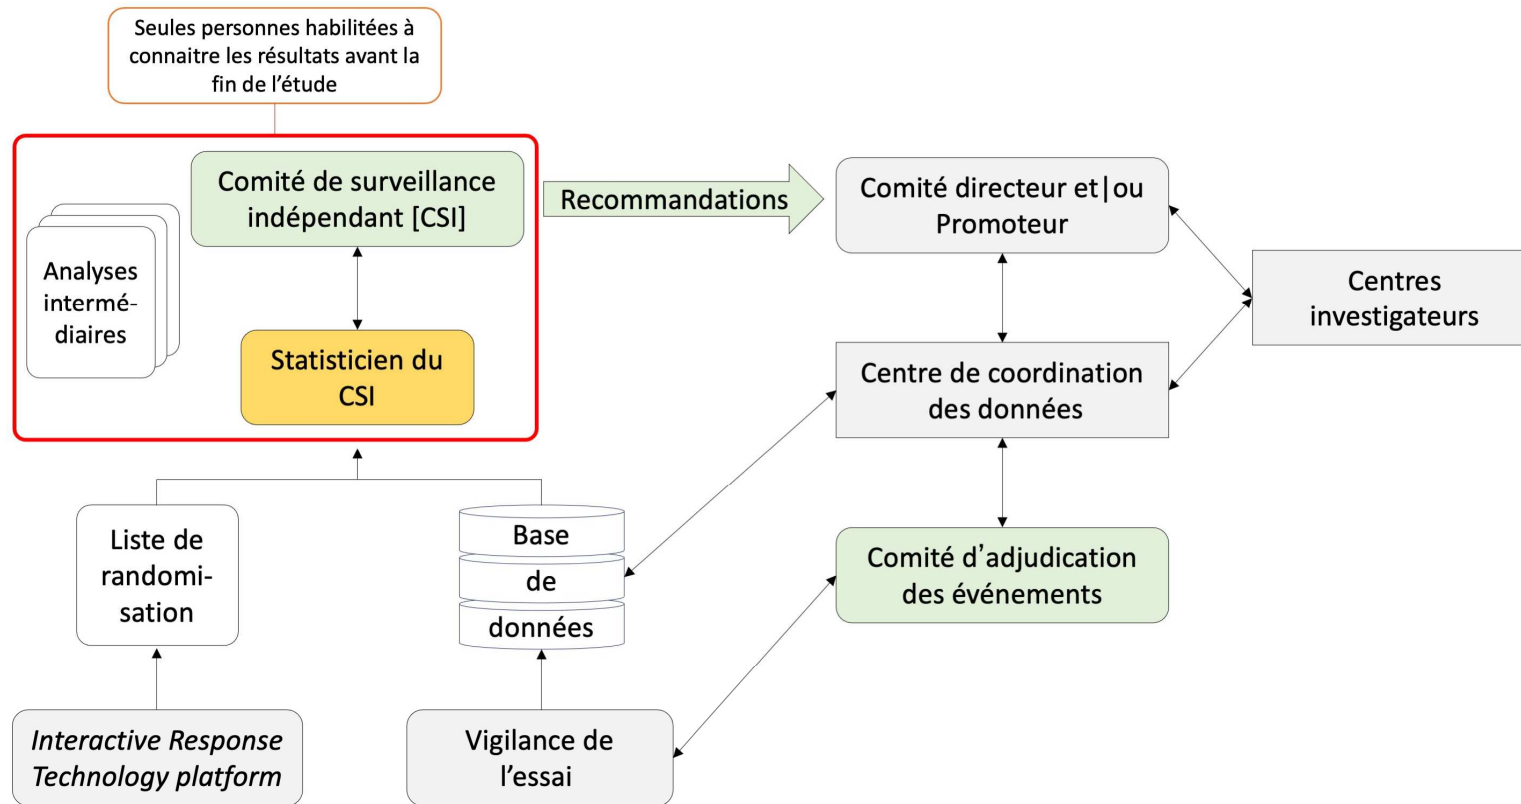 Seules personnes habilitées à
connaitre les résultats avant la
fin de l’étude
Comité de surveillance
indépendant [CSI]
Recommandations
Comité directeur et|ou
Promoteur
Analyses
intermé-
diaires
Centres
investigateurs
Statisticien du
CSI
Centre de coordination
des données
Liste de
randomi-
sation
Base
de
données
Comité d’adjudication
des événements
Interactive Response
Technology platform
Vigilance de
l’essai